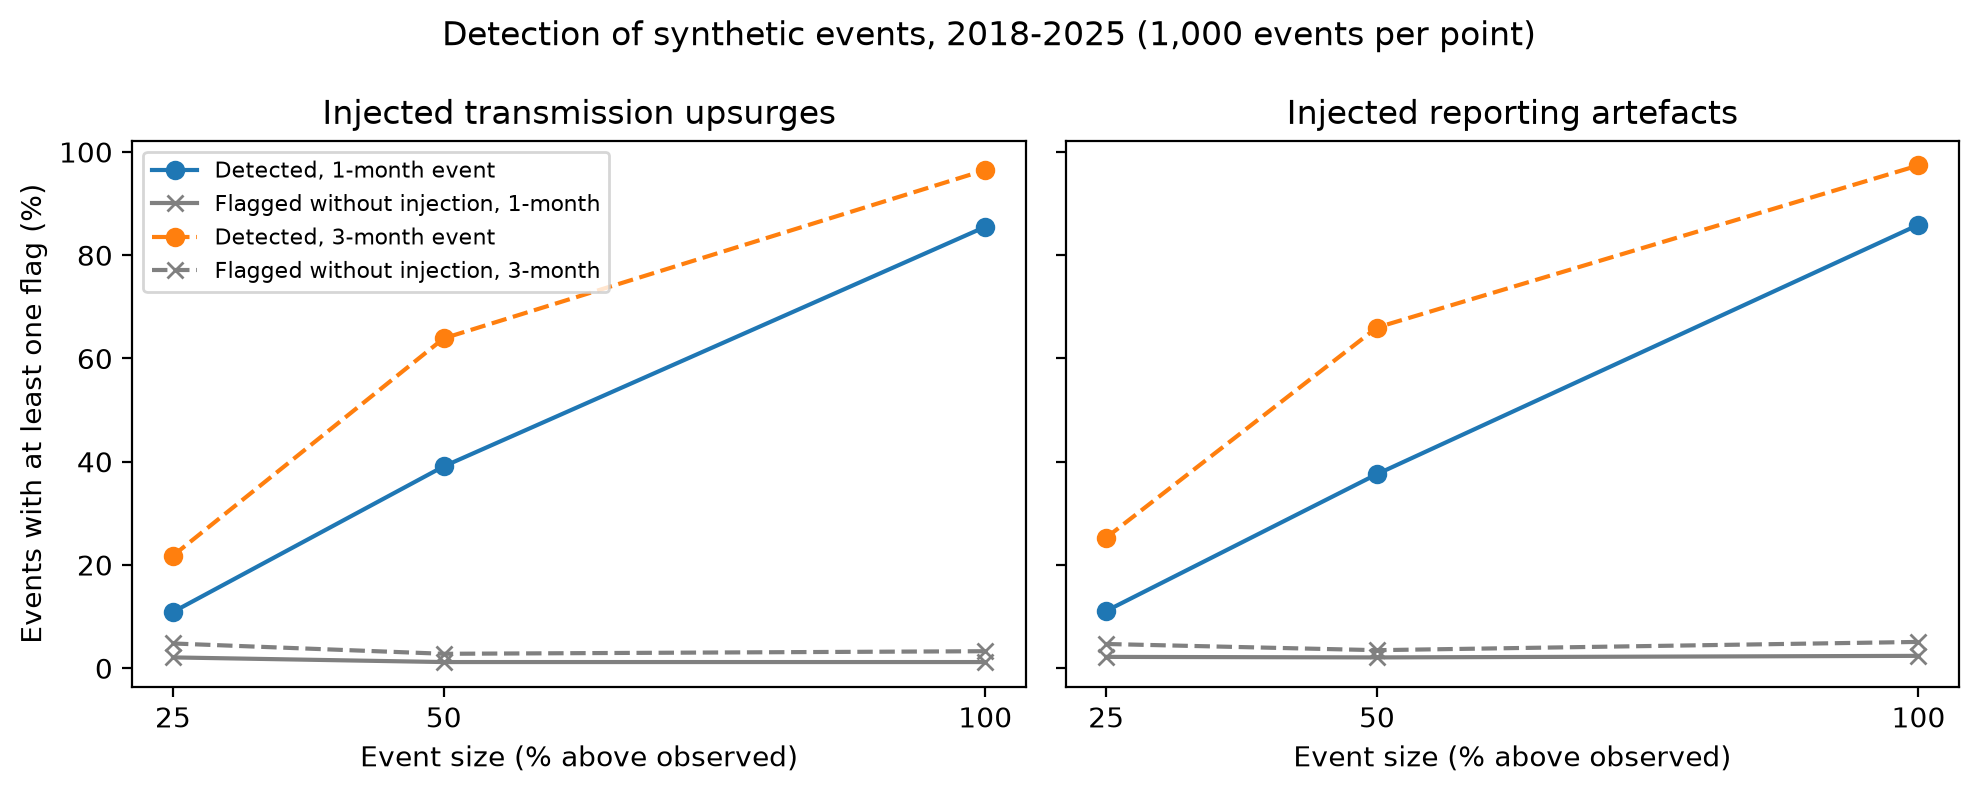 Detection of synthetic events, 2018-2025 (1,000 events per point)
Injected transmission upsurges
Events with at least one flag (%)
100
80
60
40
20
0
Detected, 1-month event
Flagged without injection, 1-month
Detected, 3-month event
Flagged without injection, 3-month
25 50 100
Event size (% above observed)
Injected reporting artefacts
25 50 100
Event size (% above observed)